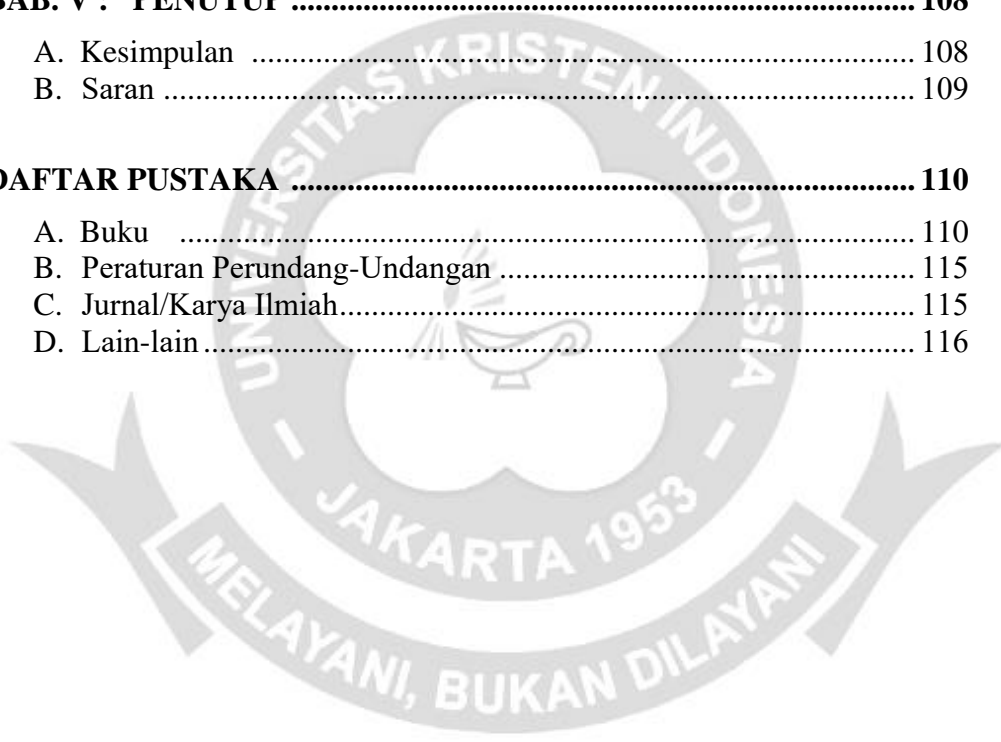 BAB. V : PENUTUP ........................................................................ 108
A. Kesimpulan ........................................................................ 108
B. Saran ........................................................................ 109
DAFTAR PUSTAKA ........................................................................ 110
A. Buku ........................................................................ 110
B. Peraturan Perundang-Undangan ........................................................................ 115
C. Jurnal/Karya Ilmiah ........................................................................ 115
D. Lain-lain ........................................................................ 116
UNIVERSITAS KRISTEN INDONESIA
– JAKARTA 1953 –
MELAYANI, BUKAN DILAYANI